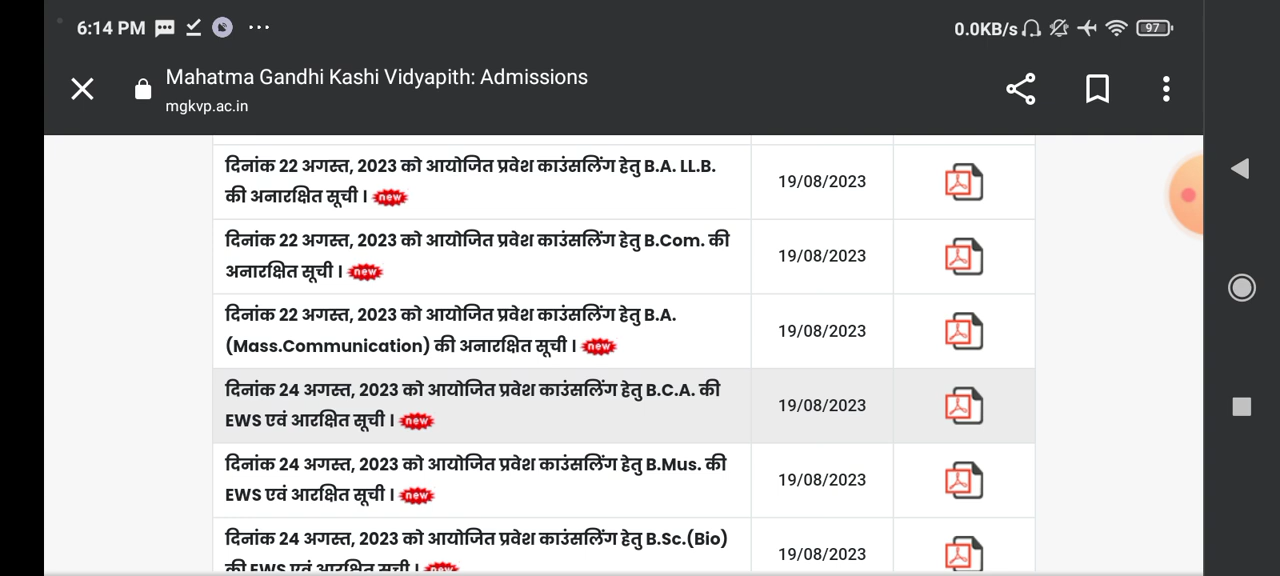 6:14 PM
0.0KB/s
97
Mahatma Gandhi Kashi Vidyapith: Admissions
mgkvp.ac.in
दिनांक 22 अगस्त, 2023 को आयोजित प्रवेश काउंसलिंग हेतु B.A. LL.B.
की अनारक्षित सूची । new
19/08/2023
दिनांक 22 अगस्त, 2023 को आयोजित प्रवेश काउंसलिंग हेतु B.Com. की
अनारक्षित सूची । new
19/08/2023
दिनांक 22 अगस्त, 2023 को आयोजित प्रवेश काउंसलिंग हेतु B.A.
(Mass.Communication) की अनारक्षित सूची । new
19/08/2023
दिनांक 24 अगस्त, 2023 को आयोजित प्रवेश काउंसलिंग हेतु B.C.A. की
EWS एवं आरक्षित सूची । new
19/08/2023
दिनांक 24 अगस्त, 2023 को आयोजित प्रवेश काउंसलिंग हेतु B.Mus. की
EWS एवं आरक्षित सूची । new
19/08/2023
दिनांक 24 अगस्त, 2023 को आयोजित प्रवेश काउंसलिंग हेतु B.Sc.(Bio)
की EWS एवं आरक्षित सूची । new
19/08/2023